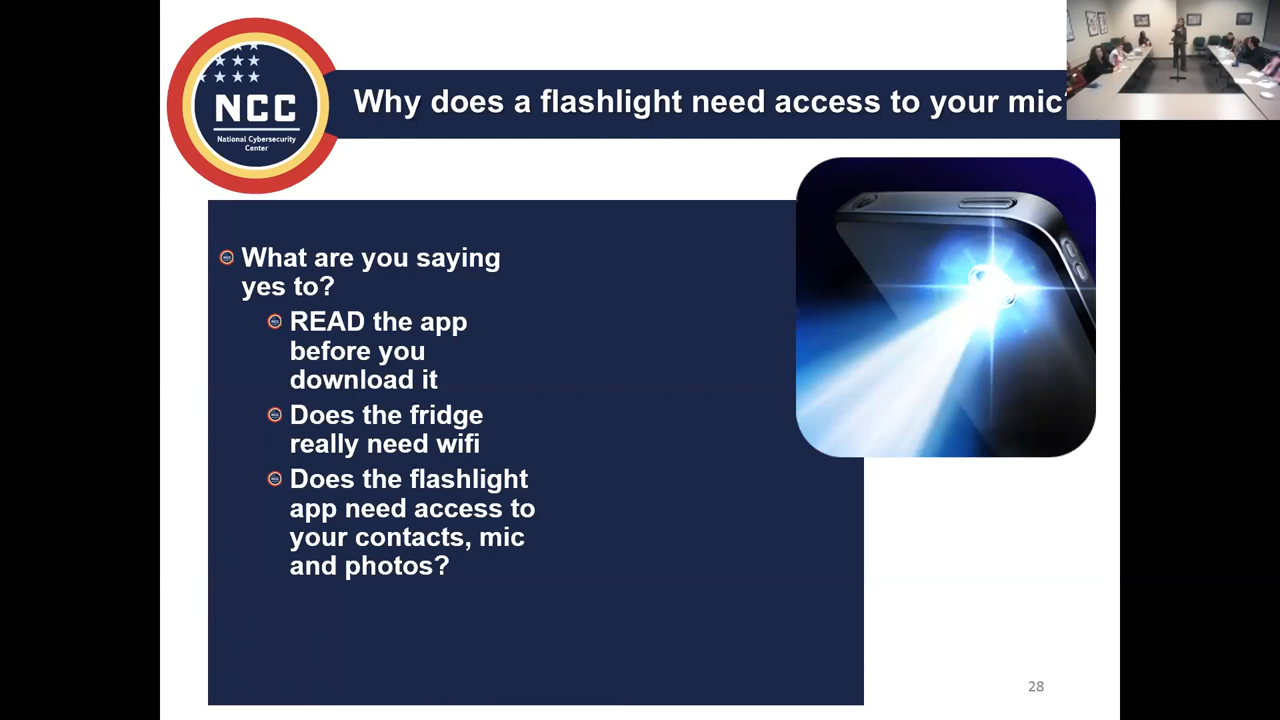 NCC
National Cybersecurity
Center
Why does a flashlight need access to your mic?
What are you saying
yes to?
READ the app
before you
download it
Does the fridge
really need wifi
Does the flashlight
app need access to
your contacts, mic
and photos?
28